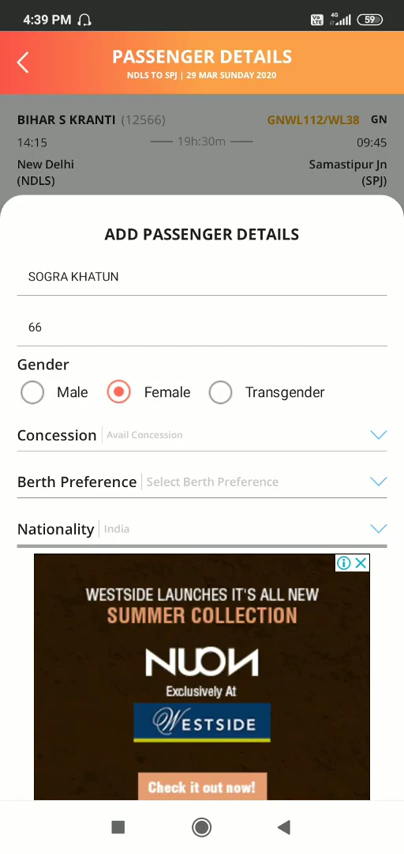 4:39 PM
Vo LTE 4G 59
PASSENGER DETAILS
NDLS TO SPJ | 29 MAR SUNDAY 2020
BIHAR S KRANTI (12566) GNWL112/WL38 GN
14:15 19h:30m 09:45
New Delhi Samastipur Jn
(NDLS) (SPJ)
ADD PASSENGER DETAILS
SOGRA KHATUN
66
Gender
Male Female Transgender
Concession Avail Concession
Berth Preference Select Berth Preference
Nationality India
WESTSIDE LAUNCHES IT'S ALL NEW
SUMMER COLLECTION
NUON
Exclusively At
WESTSIDE
Check it out now!